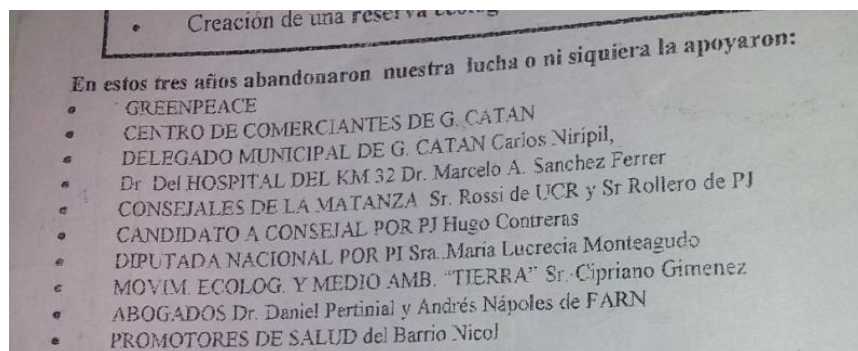 • Creación de una reserva ecolog
En estos tres años abandonaron nuestra lucha o ni siquiera la apoyaron:
• GREENPEACE
• CENTRO DE COMERCIANTES DE G. CATAN
• DELEGADO MUNICIPAL DE G. CATAN Carlos Niripil,
• Dr Del HOSPITAL DEL KM 32 Dr. Marcelo A. Sanchez Ferrer
• CONSEJALES DE LA MATANZA Sr. Rossi de UCR y Sr Rollero de PJ
• CANDIDATO A CONSEJAL POR PJ Hugo Contreras
• DIPUTADA NACIONAL POR PI Sra. María Lucrecia Monteagudo
• MOVIM. ECOLOG. Y MEDIO AMB. “TIERRA” Sr. Cipriano Gimenez
• ABOGADOS Dr. Daniel Pertinial y Andrés Nápoles de FARN
• PROMOTORES DE SALUD del Barrio Nicol